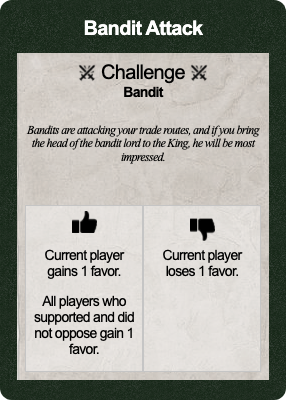 Bandit Attack
Challenge
Bandit
Bandits are attacking your trade routes, and if you bring
the head of the bandit lord to the King, he will be most
impressed.
Current player
gains 1 favor.
All players who
supported and did
not oppose gain 1
favor.
Current player
loses 1 favor.